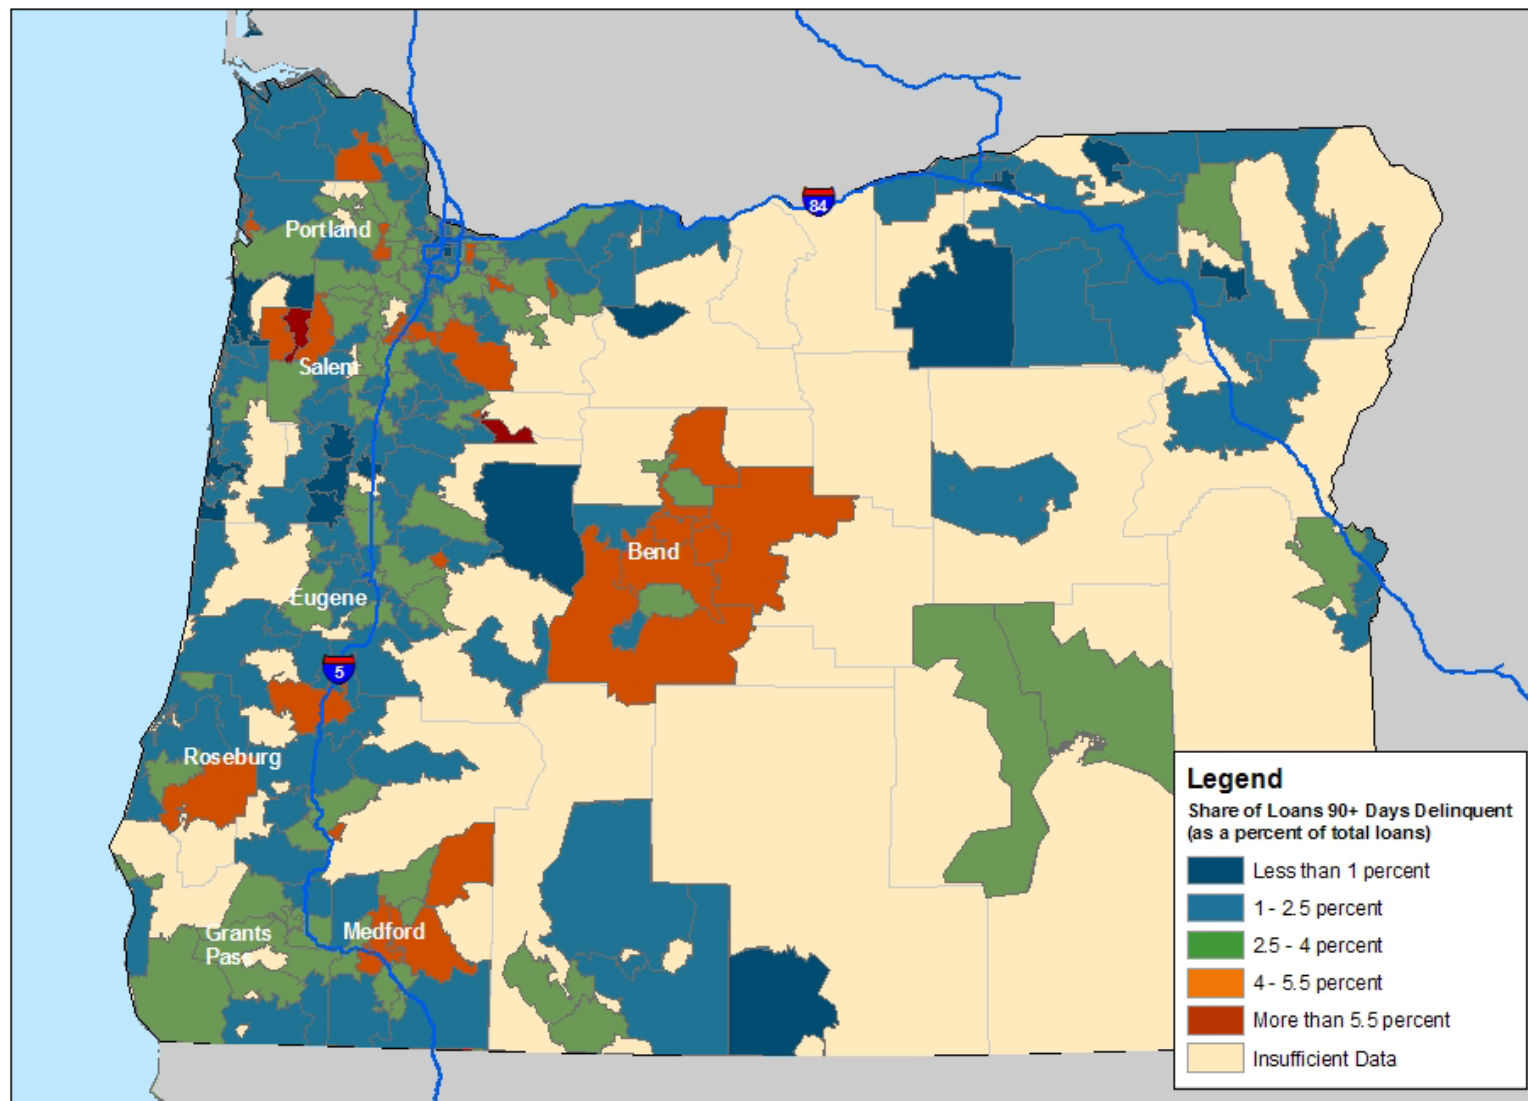 84
Portland
Salem
Bend
Eugene
5
Roseburg
Grants
Pass
Medford
Legend
Share of Loans 90+ Days Delinquent
(as a percent of total loans)
Less than 1 percent
1 - 2.5 percent
2.5 - 4 percent
4 - 5.5 percent
More than 5.5 percent
Insufficient Data